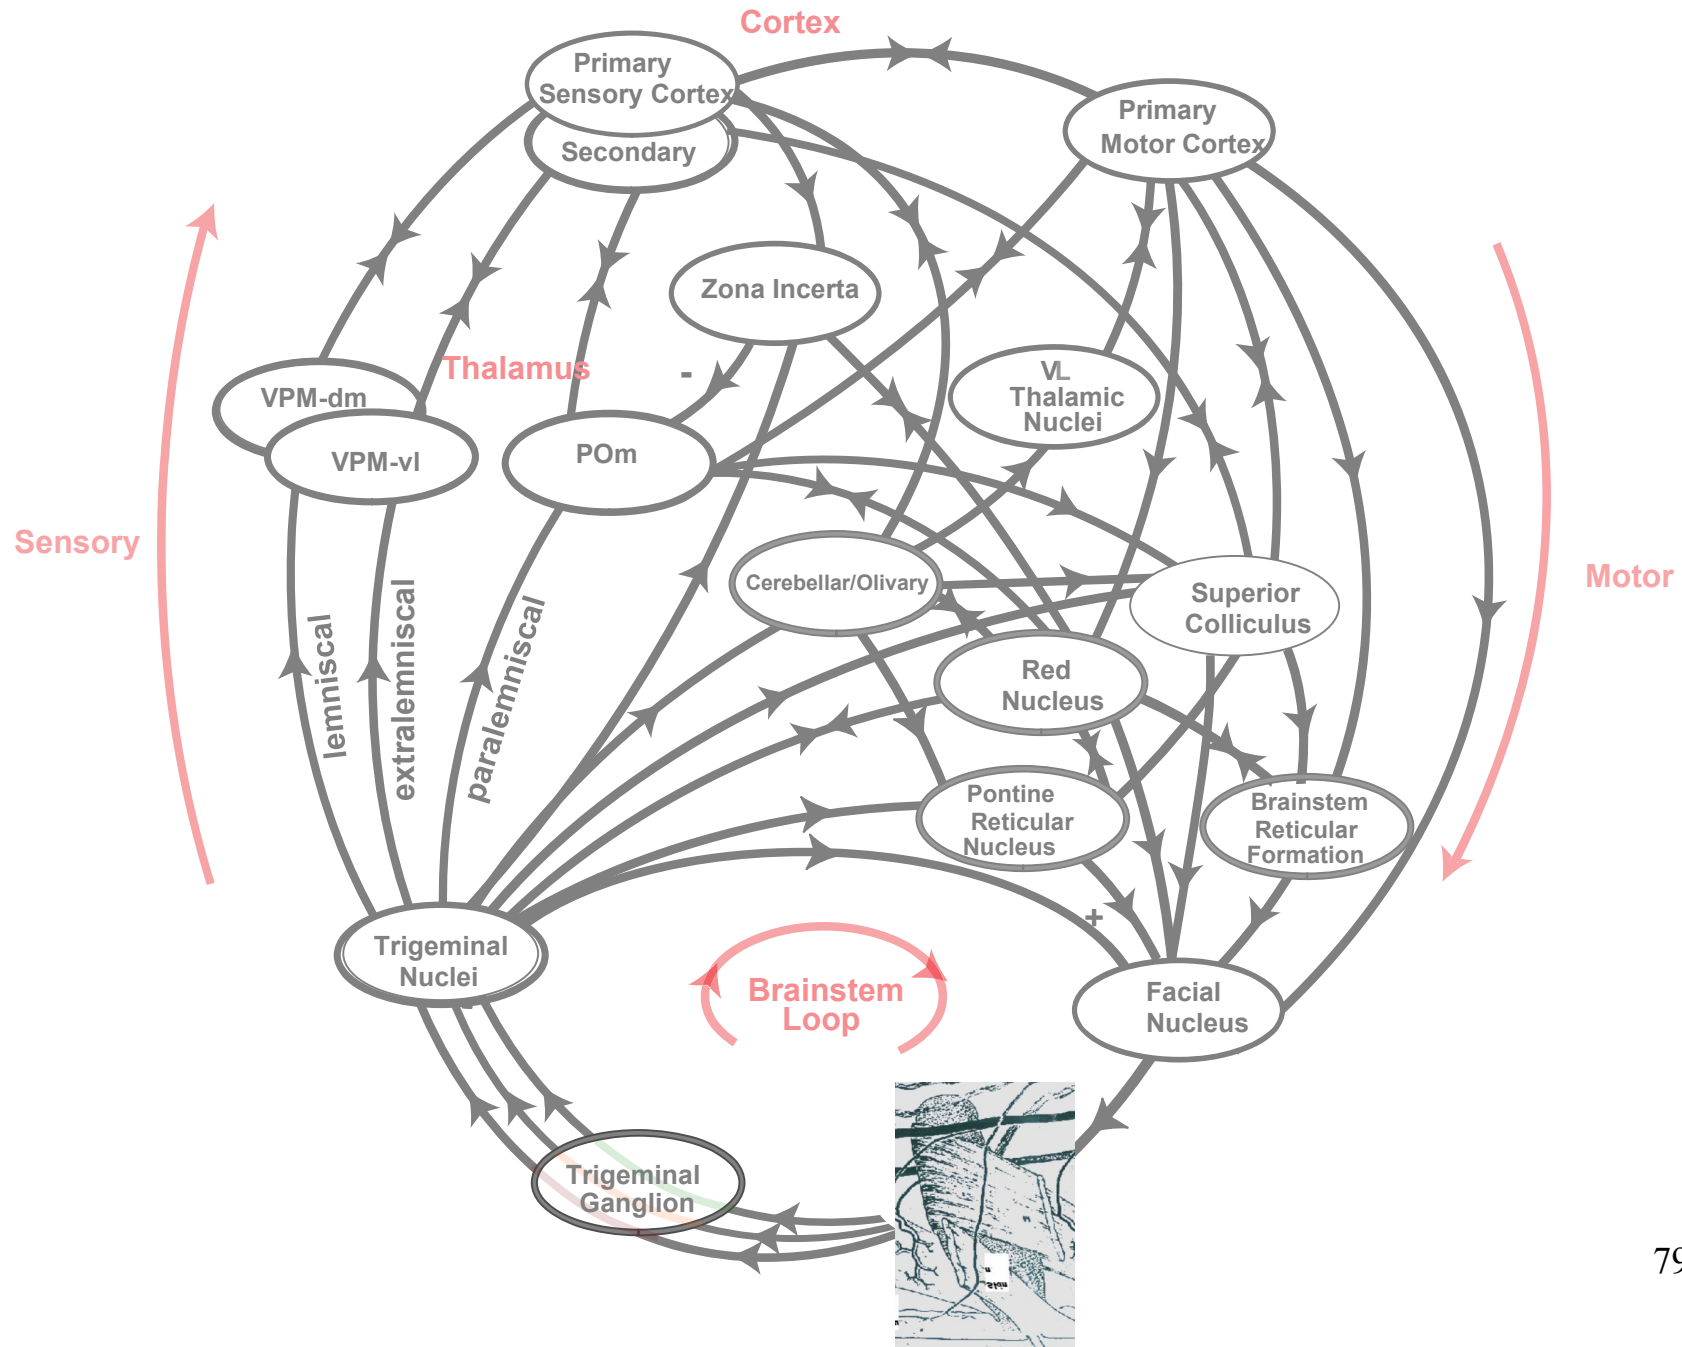 Cortex
Primary
Sensory Cortex
Secondary
Primary
Motor Cortex
Zona Incerta
Thalamus
-
VL
Thalamic
Nuclei
VPM-dm
VPM-vl
POm
Sensory
Motor
Cerebellar/Olivary
Superior
Colliculus
lemniscal
extralemniscal
paralemniscal
Red
Nucleus
Pontine
Reticular
Nucleus
Brainstem
Reticular
Formation
+
Trigeminal
Nuclei
Brainstem
Loop
Facial
Nucleus
Trigeminal
Ganglion
79